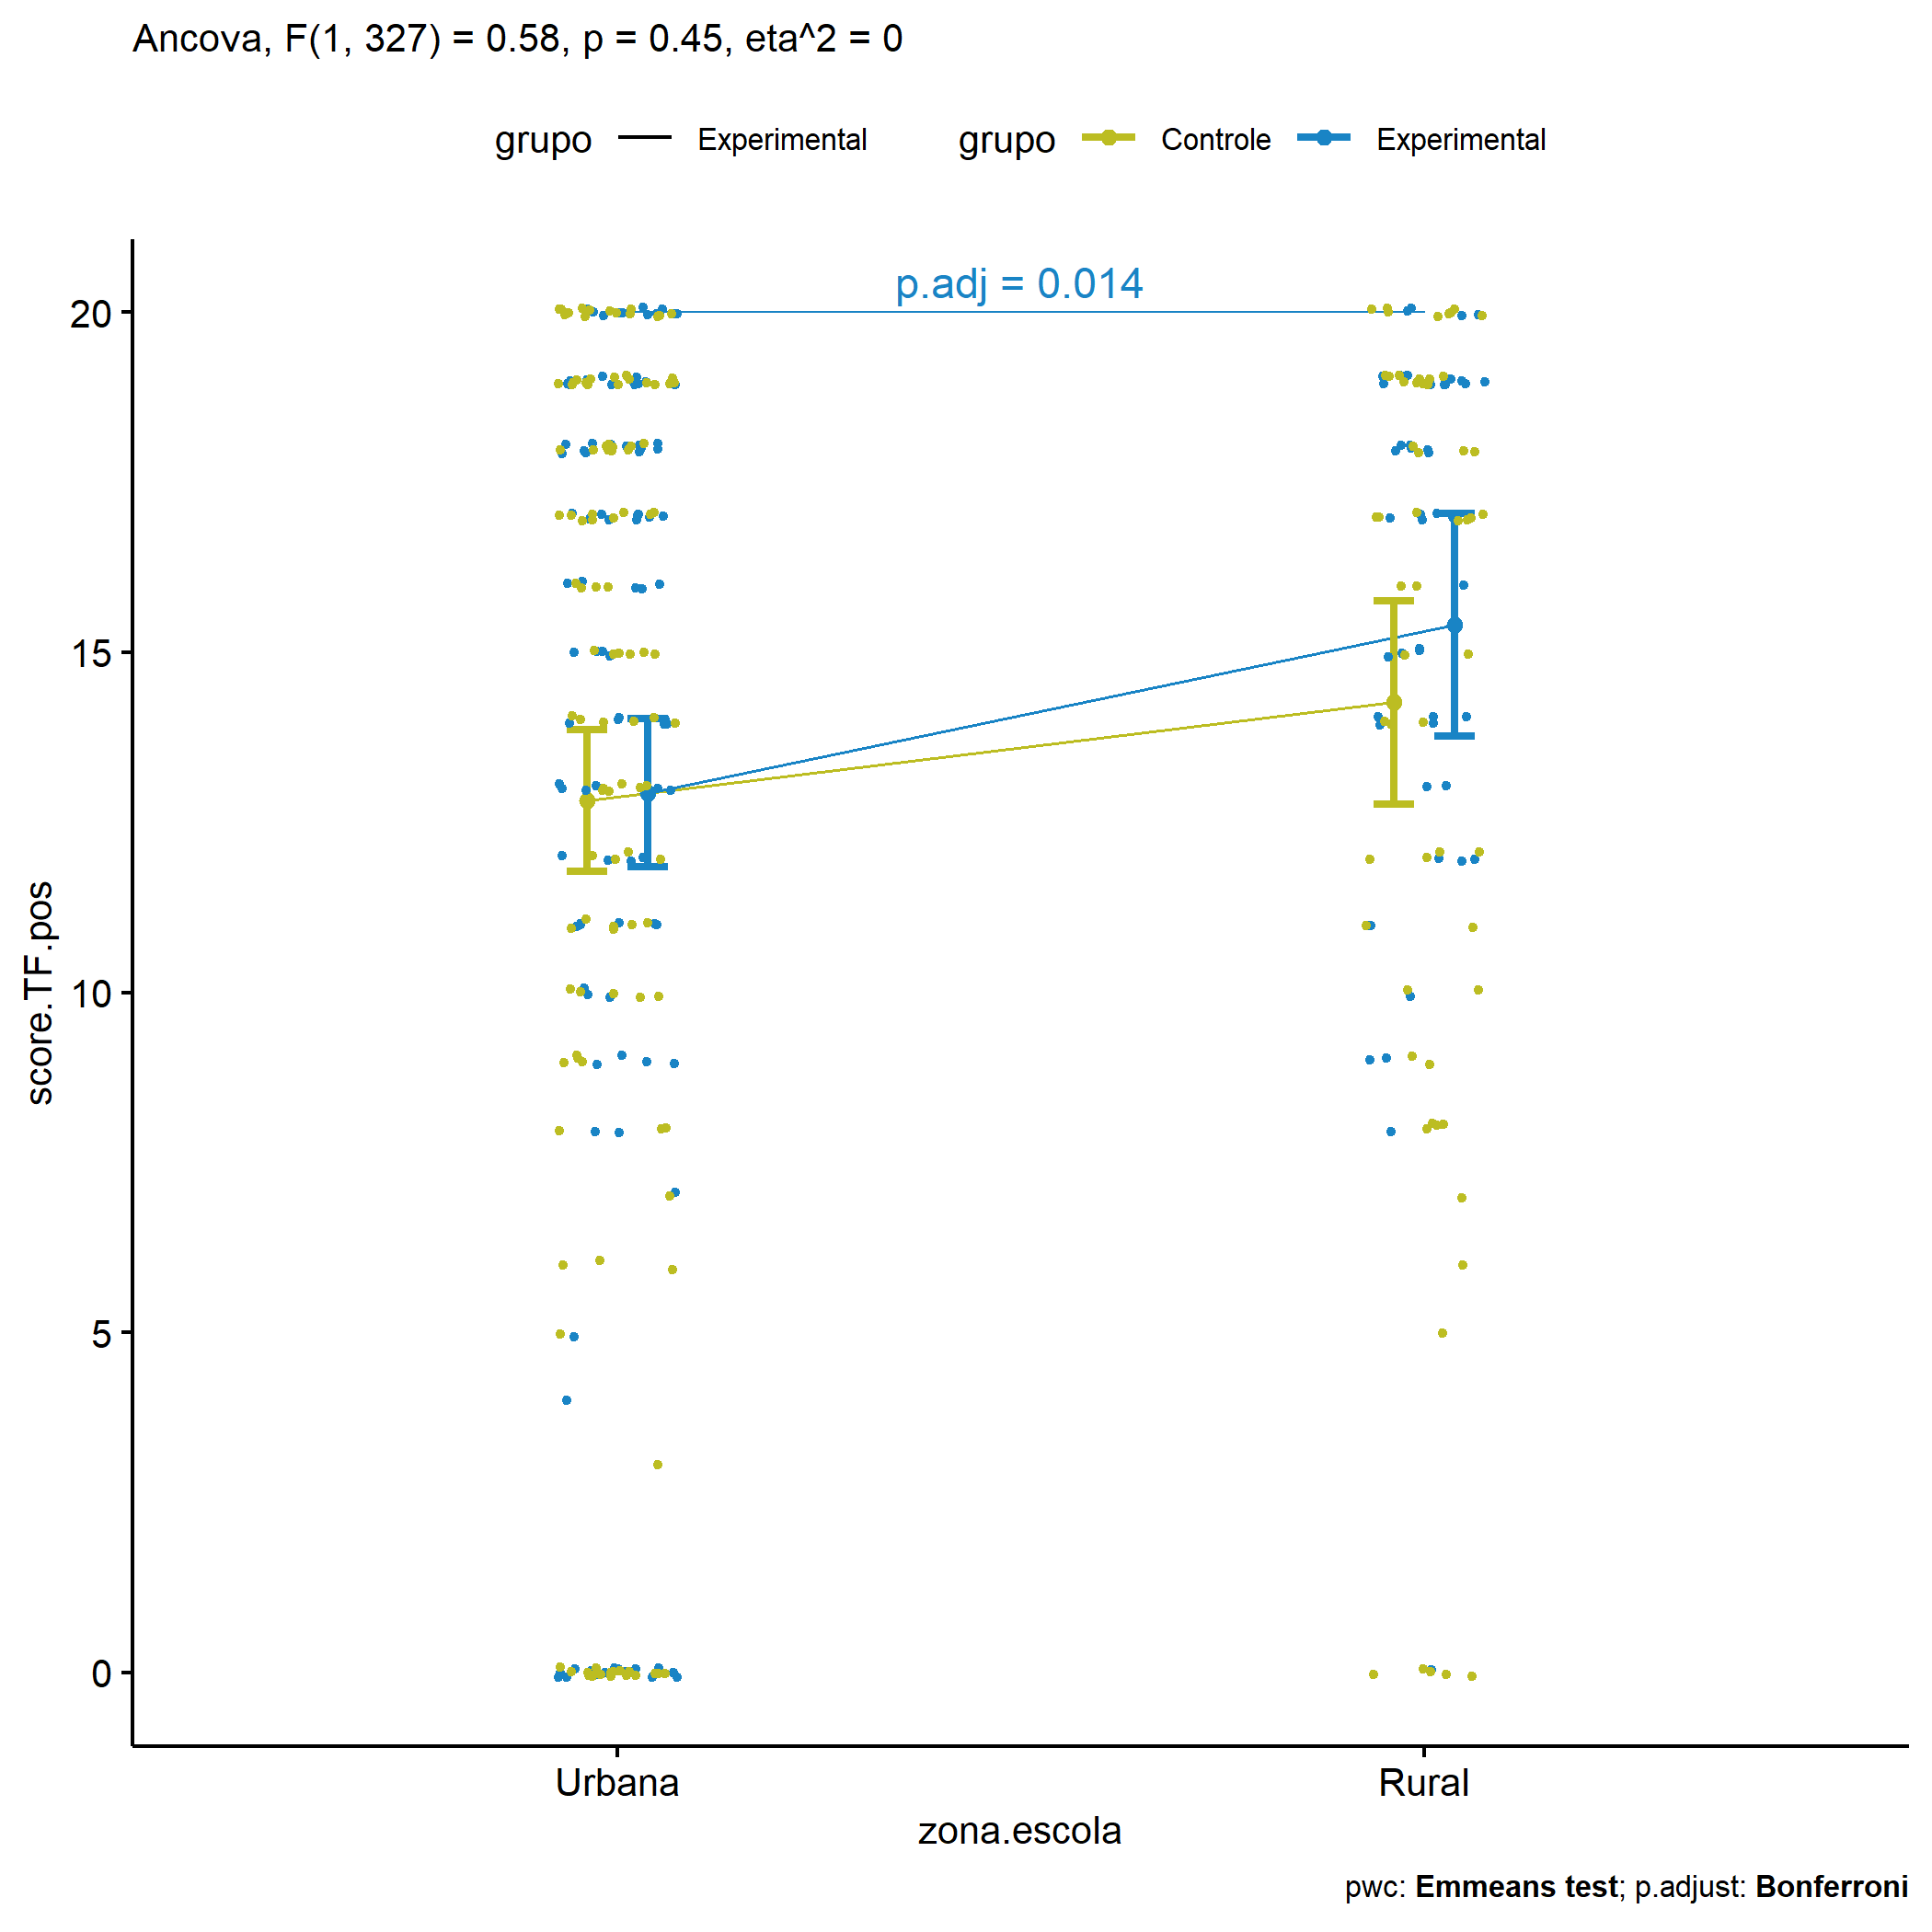 Ancova, F(1, 327) = 0.58, p = 0.45, eta^2 = 0
grupo Experimental grupo Controle Experimental
p.adj = 0.014
20
15
10
5
0
score.TF.pos
Urbana Rural
zona.escola
pwc: Emmeans test; p.adjust: Bonferroni